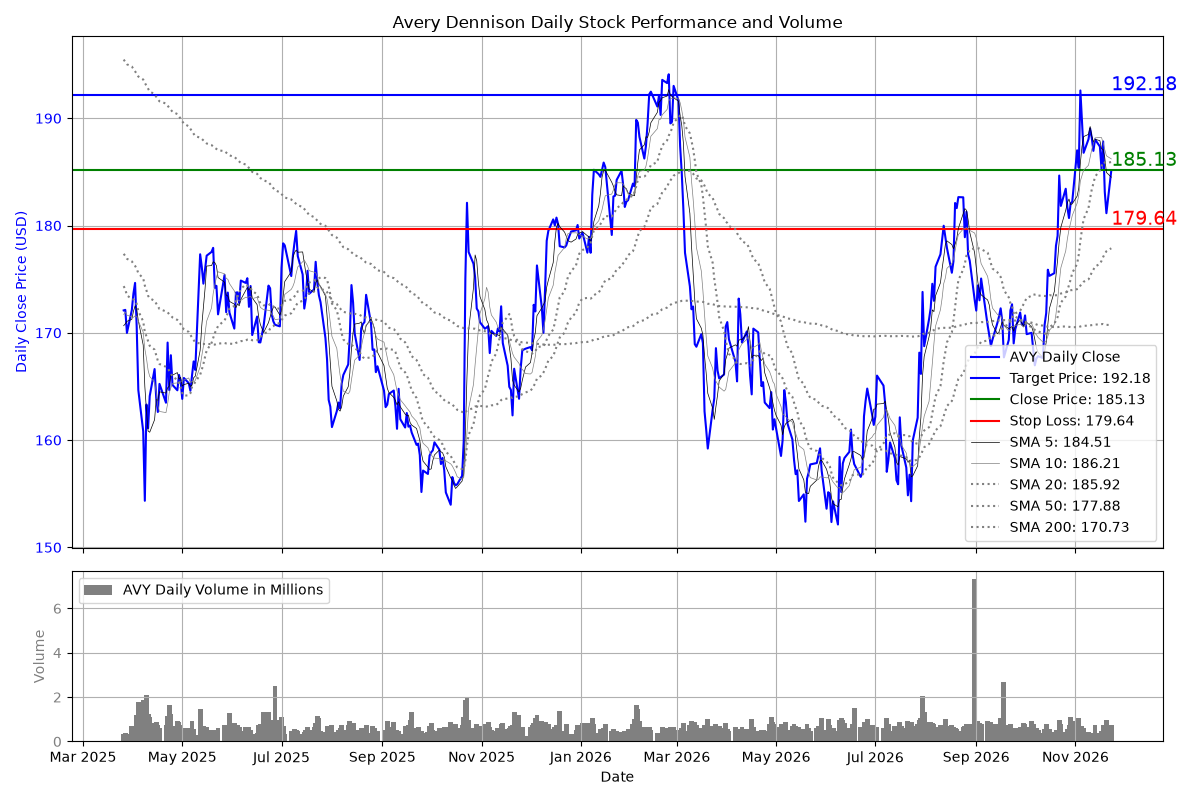 Avery Dennison Daily Stock Performance and Volume
Daily Close Price (USD)
190
180
170
160
150
192.18
185.13
179.64
AVY Daily Close
Target Price: 192.18
Close Price: 185.13
Stop Loss: 179.64
SMA 5: 184.51
SMA 10: 186.21
SMA 20: 185.92
SMA 50: 177.88
SMA 200: 170.73
AVY Daily Volume in Millions
Volume
6
4
2
0
Mar 2025 May 2025 Jul 2025 Sep 2025 Nov 2025 Jan 2026 Mar 2026 May 2026 Jul 2026 Sep 2026 Nov 2026
Date